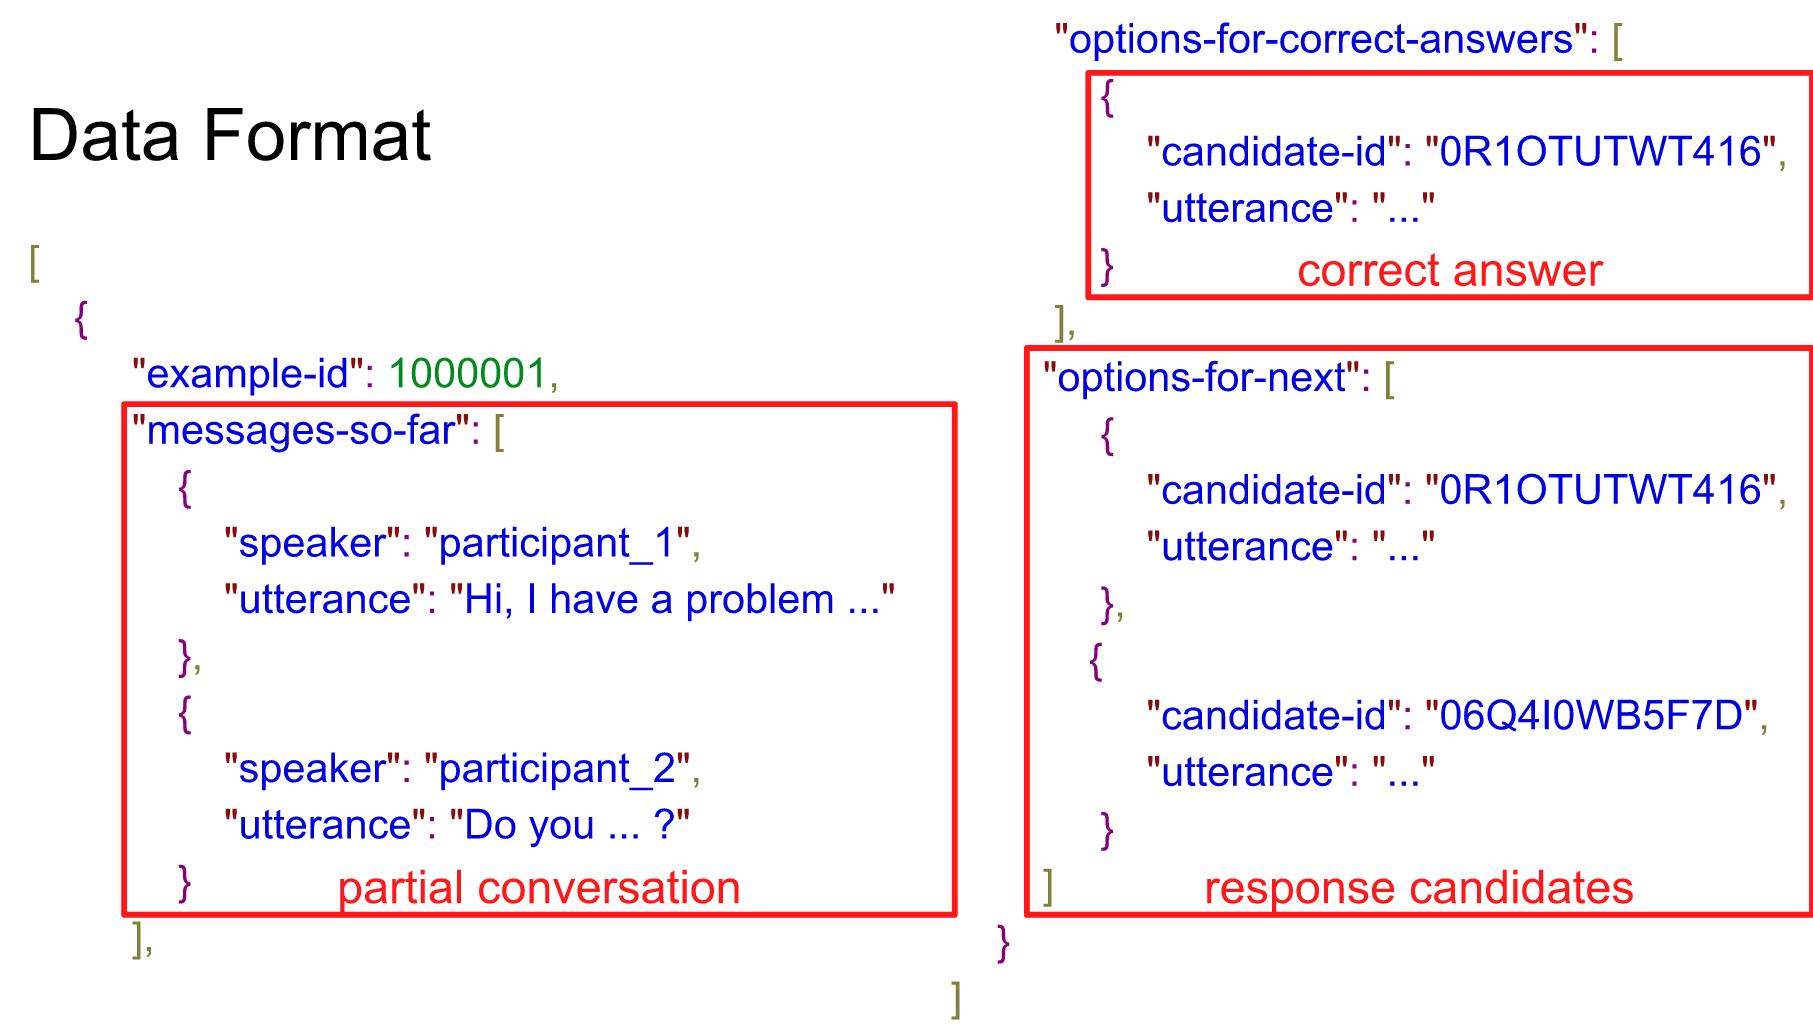 Data Format
[
{
"example-id": 1000001,
"messages-so-far": [
{
"speaker": "participant_1",
"utterance": "Hi, I have a problem ..."
},
{
"speaker": "participant_2",
"utterance": "Do you ... ?"
}
partial conversation
],
"options-for-correct-answers": [
{
"candidate-id": "0R1OTUTWT416",
"utterance": "..."
}
correct answer
],
"options-for-next": [
{
"candidate-id": "0R1OTUTWT416",
"utterance": "..."
},
{
"candidate-id": "06Q4I0WB5F7D",
"utterance": "..."
}
]
response candidates
}
]